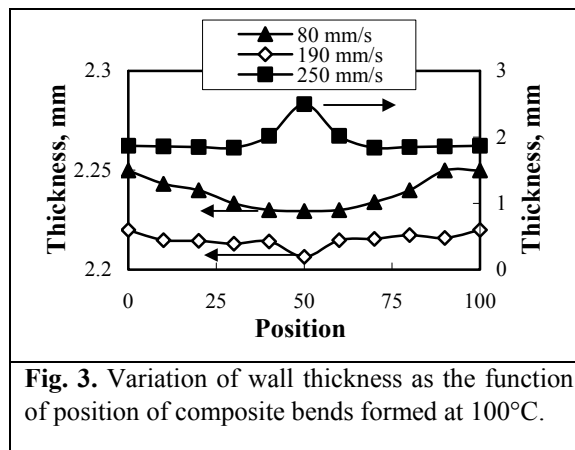 80 mm/s
190 mm/s
250 mm/s
2.3
3
2.25
2
1
2.2
0
Thickness, mm
Thickness, mm
0
25
50
75
100
Position
Fig. 3. Variation of wall thickness as the function
of position of composite bends formed at 100°C.